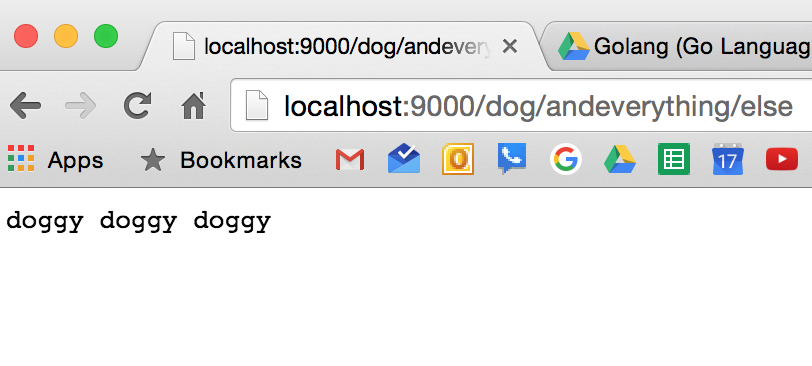 localhost:9000/dog/andevery
Golang (Go Languag
localhost:9000/dog/andeverything/else
Apps
Bookmarks
17
doggy doggy doggy